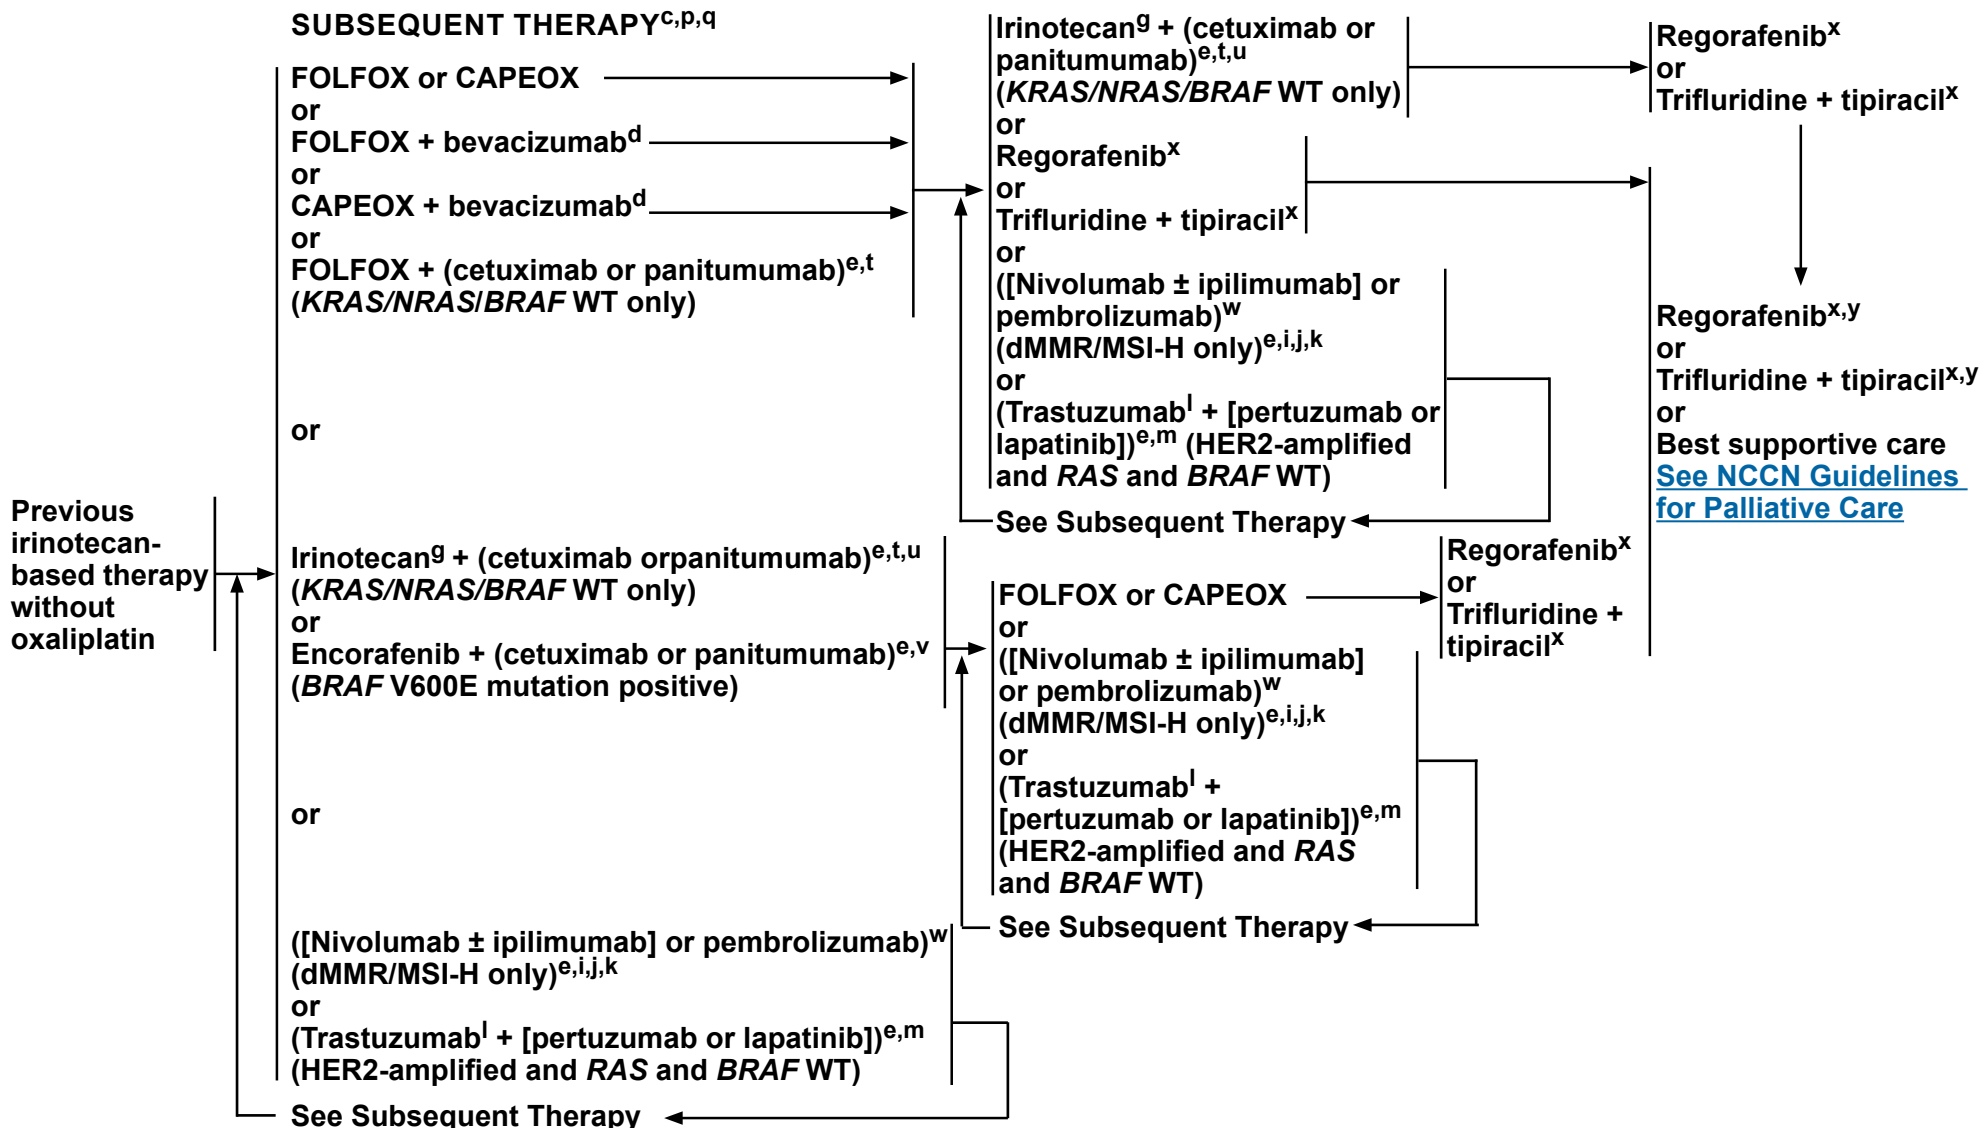 SUBSEQUENT THERAPYc,p,q
Previous
irinotecan-
based therapy
without
oxaliplatin
FOLFOX or CAPEOX
or
FOLFOX + bevacizumabd
or
CAPEOX + bevacizumabd
or
FOLFOX + (cetuximab or panitumumab)e,t
(KRAS/NRAS/BRAF WT only)
or
Irinotecang + (cetuximab orpanitumumab)e,t,u
(KRAS/NRAS/BRAF WT only)
or
Encorafenib + (cetuximab or panitumumab)e,v
(BRAF V600E mutation positive)
or
([Nivolumab ± ipilimumab] or pembrolizumab)w
(dMMR/MSI-H only)e,i,j,k
or
(Trastuzumabl + [pertuzumab or lapatinib])e,m
(HER2-amplified and RAS and BRAF WT)
See Subsequent Therapy
Irinotecang + (cetuximab or
panitumumab)e,t,u
(KRAS/NRAS/BRAF WT only)
or
Regorafenibx
or
Trifluridine + tipiracilx
or
([Nivolumab ± ipilimumab] or
pembrolizumab)w
(dMMR/MSI-H only)e,i,j,k
or
(Trastuzumabl + [pertuzumab or
lapatinib])e,m (HER2-amplified
and RAS and BRAF WT)
See Subsequent Therapy
FOLFOX or CAPEOX
or
([Nivolumab ± ipilimumab]
or pembrolizumab)w
(dMMR/MSI-H only)e,i,j,k
or
(Trastuzumabl +
[pertuzumab or lapatinib])e,m
(HER2-amplified and RAS
and BRAF WT)
See Subsequent Therapy
Regorafenibx
or
Trifluridine +
tipiracilx
Regorafenibx
or
Trifluridine + tipiracilx
Regorafenibx,y
or
Trifluridine + tipiracilx,y
or
Best supportive care
See NCCN Guidelines
for Palliative Care